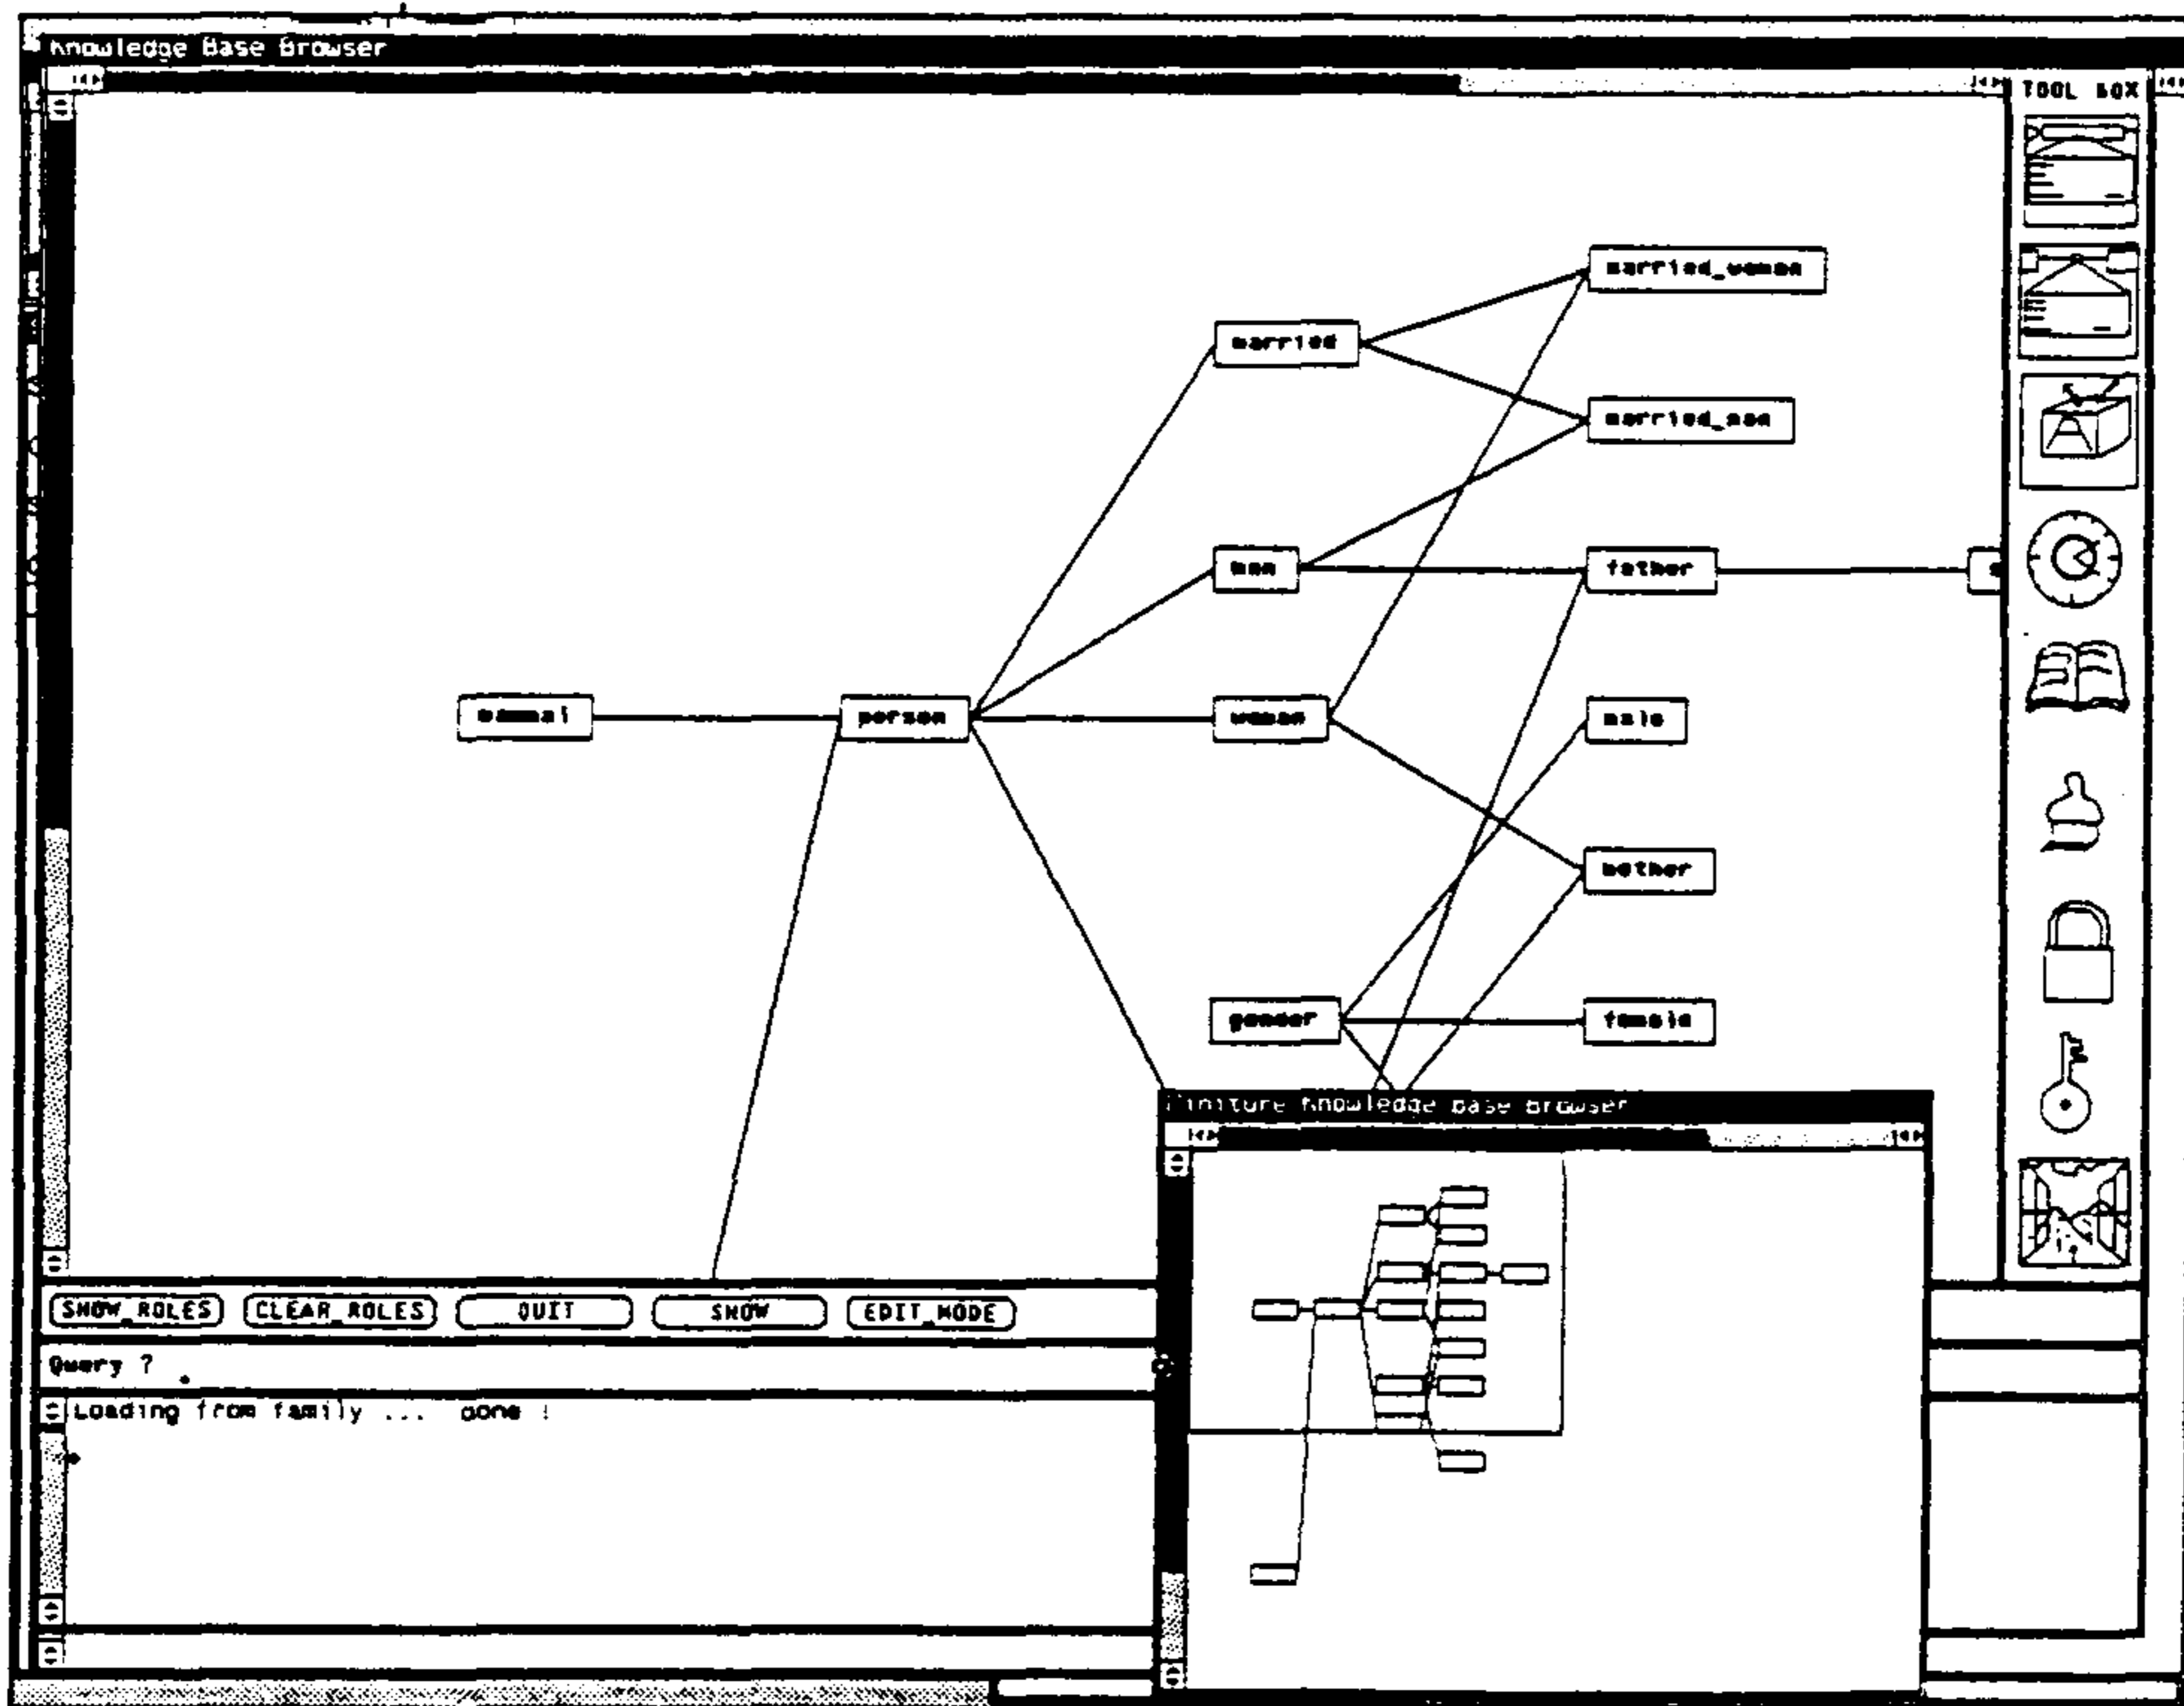 Knowledge Base Browser
TOOL BOX
married_woman
married
married_man
man
father
mammal
person
woman
male
mother
gender
female
Miniture Knowledge Base Browser
SHOW_ROLES
CLEAR_ROLES
QUIT
SHOW
EDIT_MODE
Query ?
Loading from family ... done !